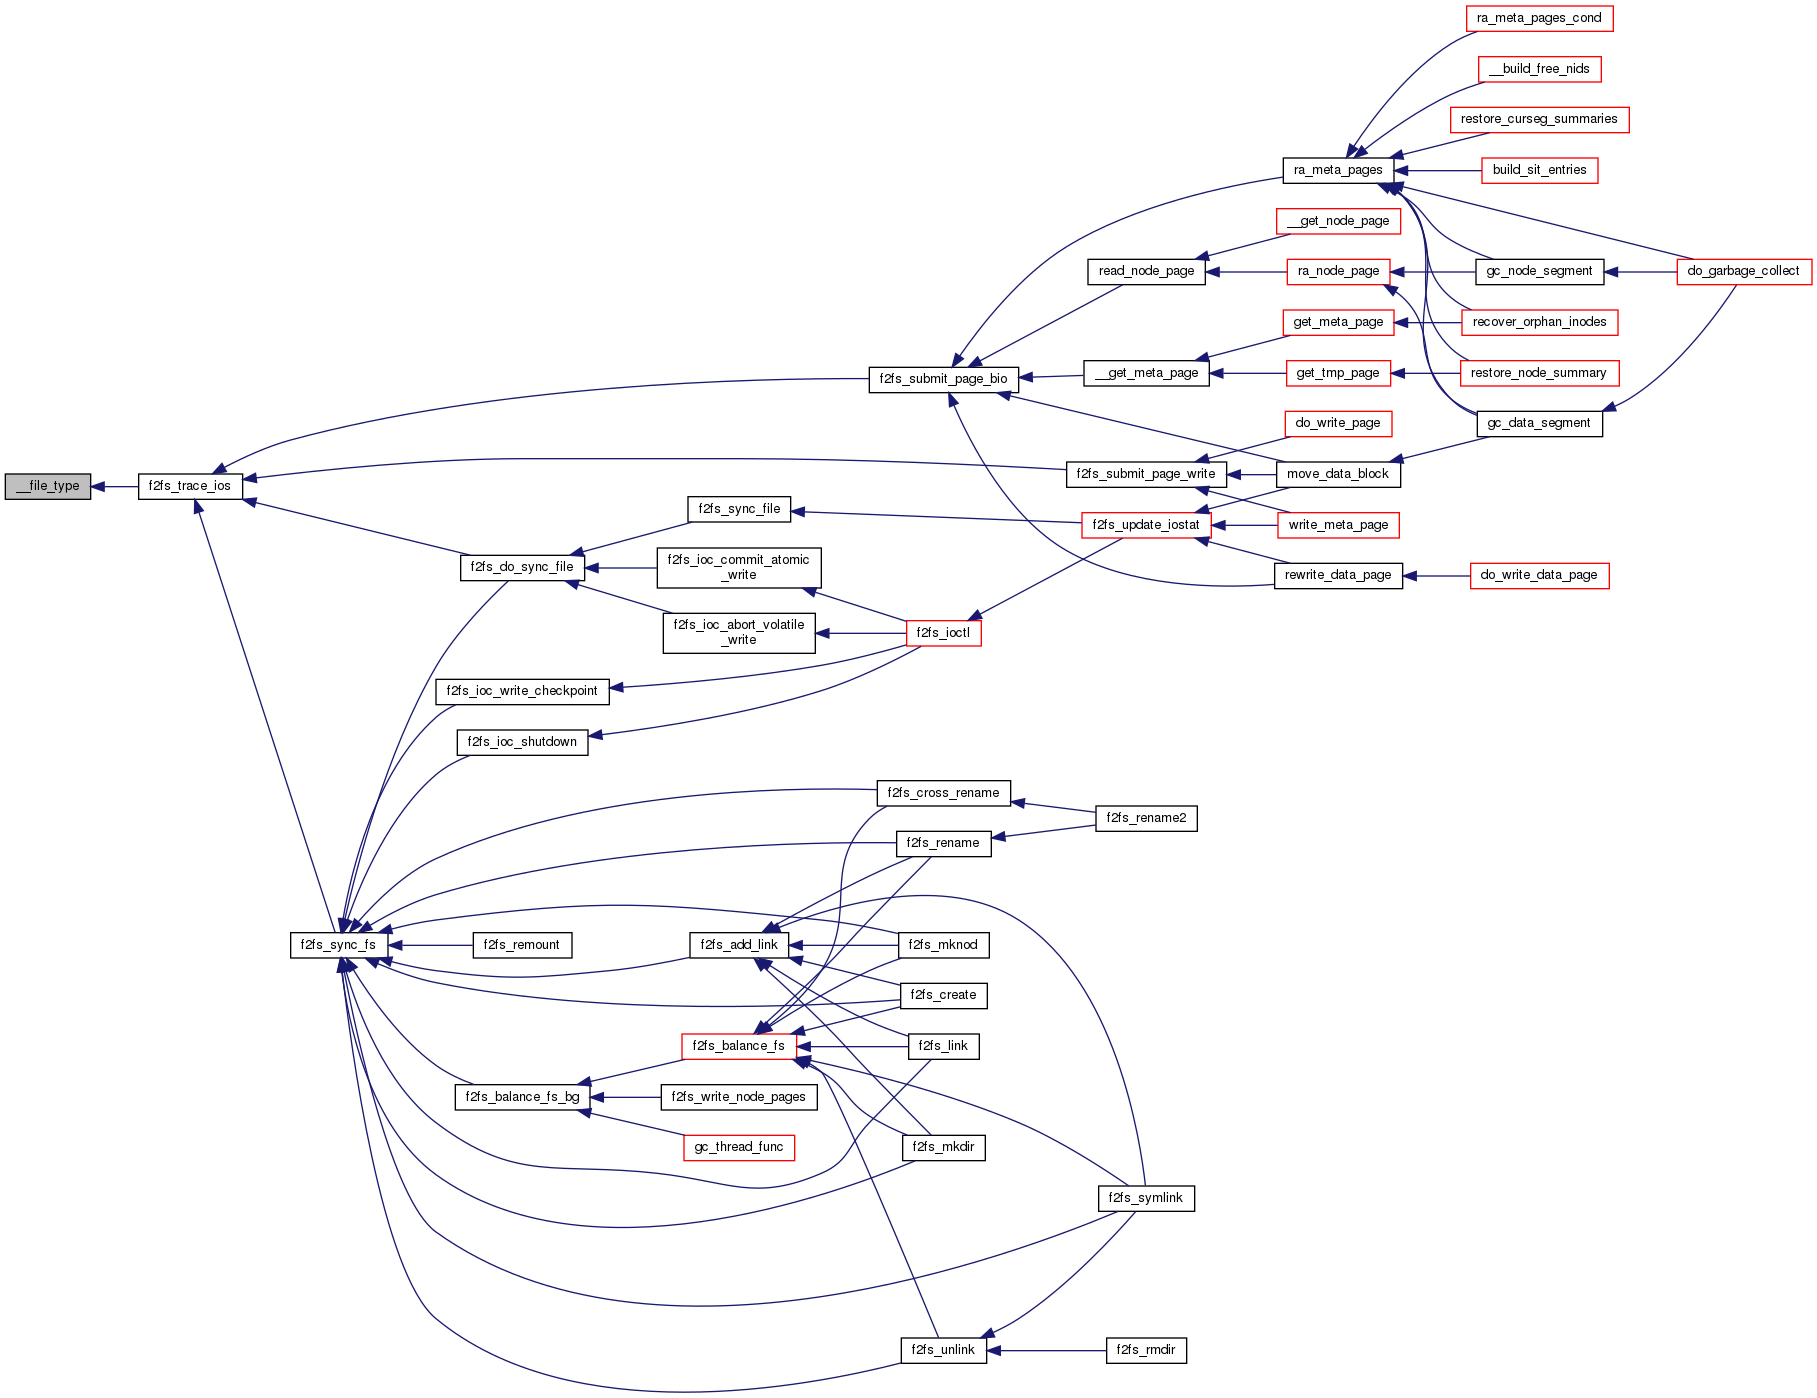 ra_meta_pages_cond
__build_free_nids
restore_curseg_summaries
ra_meta_pages
build_sit_entries
__get_node_page
read_node_page
ra_node_page
gc_node_segment
do_garbage_collect
get_meta_page
recover_orphan_inodes
f2fs_submit_page_bio
__get_meta_page
get_tmp_page
restore_node_summary
do_write_page
gc_data_segment
__file_type
f2fs_trace_ios
f2fs_submit_page_write
move_data_block
f2fs_sync_file
f2fs_update_iostat
write_meta_page
f2fs_do_sync_file
f2fs_ioc_commit_atomic
_write
rewrite_data_page
do_write_data_page
f2fs_ioc_abort_volatile
_write
f2fs_ioctl
f2fs_ioc_write_checkpoint
f2fs_ioc_shutdown
f2fs_cross_rename
f2fs_rename2
f2fs_rename
f2fs_sync_fs
f2fs_remount
f2fs_add_link
f2fs_mknod
f2fs_create
f2fs_balance_fs
f2fs_link
f2fs_balance_fs_bg
f2fs_write_node_pages
gc_thread_func
f2fs_mkdir
f2fs_symlink
f2fs_unlink
f2fs_rmdir